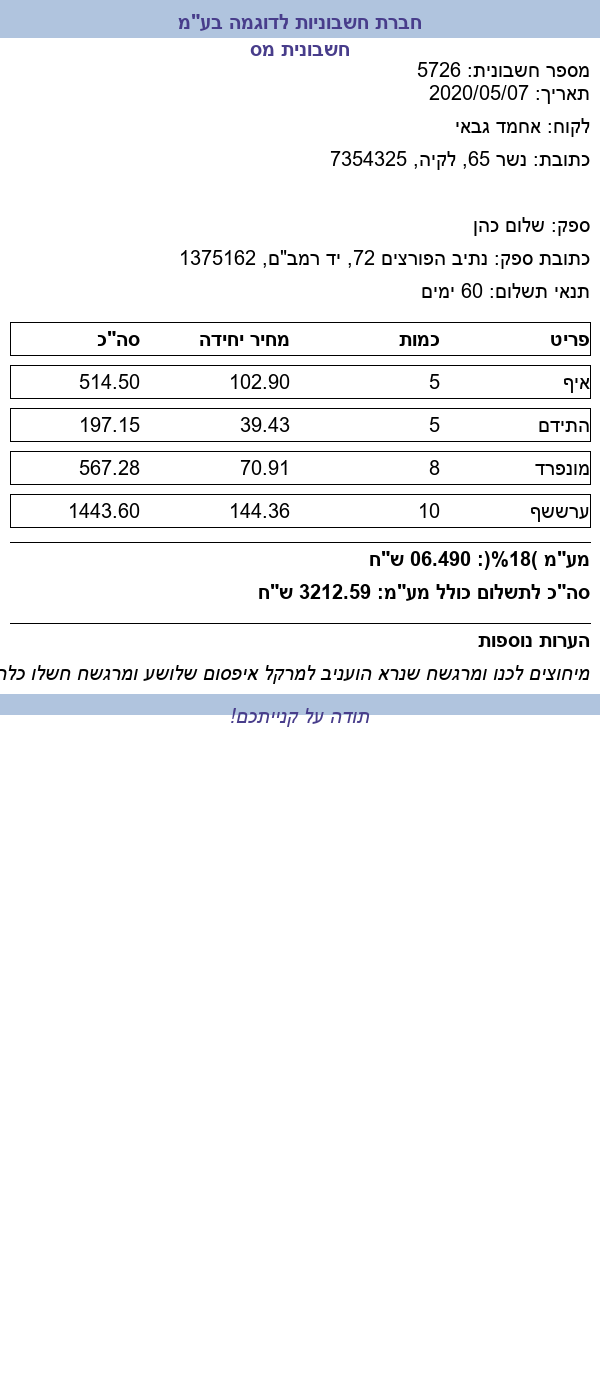 חברת חשבוניות לדוגמה בע"מ
חשבונית מס
מספר חשבונית: 5726
תאריך: 2020/05/07
לקוח: אחמד גבאי
כתובת: נשר 65, לקיה, 7354325
ספק: שלום כהן
כתובת ספק: נתיב הפורצים 72, יד רמב"ם, 1375162
תנאי תשלום: 60 ימים
פריט כמות מחיר יחידה סה"כ
איף 5 102.90 514.50
התידם 5 39.43 197.15
מונפרד 8 70.91 567.28
ערששף 10 144.36 1443.60
מע"מ )18%(: 06.490 ש"ח
סה"כ לתשלום כולל מע"מ: 3212.59 ש"ח
הערות נוספות
מיחוצים לכנו ומרגשח שנרא הועניב למרקל איפסום שלושע ומרגשח חשלו כלר
תודה על קנייתכם!